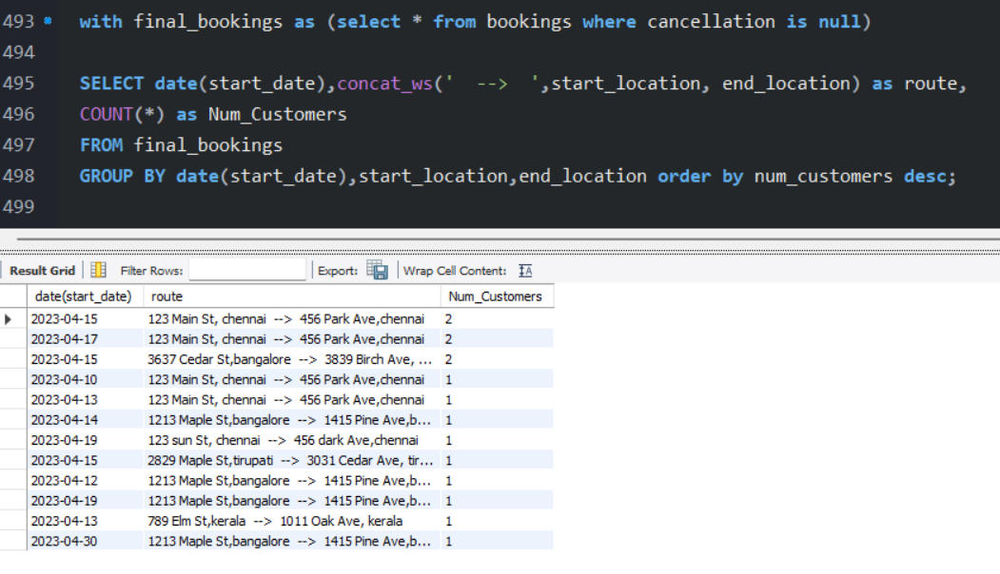 493 with final_bookings as (select * from bookings where cancellation is null)
494
495 SELECT date(start_date),concat_ws('  -->  ',start_location, end_location) as route,
496 COUNT(*) as Num_Customers
497 FROM final_bookings
498 GROUP BY date(start_date),start_location,end_location order by num_customers desc;
499
Result Grid Filter Rows: Export: Wrap Cell Content: IA
date(start_date) route Num_Customers
2023-04-15 123 Main St, chennai --> 456 Park Ave,chennai 2
2023-04-17 123 Main St, chennai --> 456 Park Ave,chennai 2
2023-04-15 3637 Cedar St,bangalore --> 3839 Birch Ave, ... 2
2023-04-10 123 Main St, chennai --> 456 Park Ave,chennai 1
2023-04-13 123 Main St, chennai --> 456 Park Ave,chennai 1
2023-04-14 1213 Maple St,bangalore --> 1415 Pine Ave,b... 1
2023-04-19 123 sun St, chennai --> 456 dark Ave,chennai 1
2023-04-15 2829 Maple St,tirupati --> 3031 Cedar Ave, tir... 1
2023-04-12 1213 Maple St,bangalore --> 1415 Pine Ave,b... 1
2023-04-19 1213 Maple St,bangalore --> 1415 Pine Ave,b... 1
2023-04-13 789 Elm St,kerala --> 1011 Oak Ave, kerala 1
2023-04-30 1213 Maple St,bangalore --> 1415 Pine Ave,b... 1